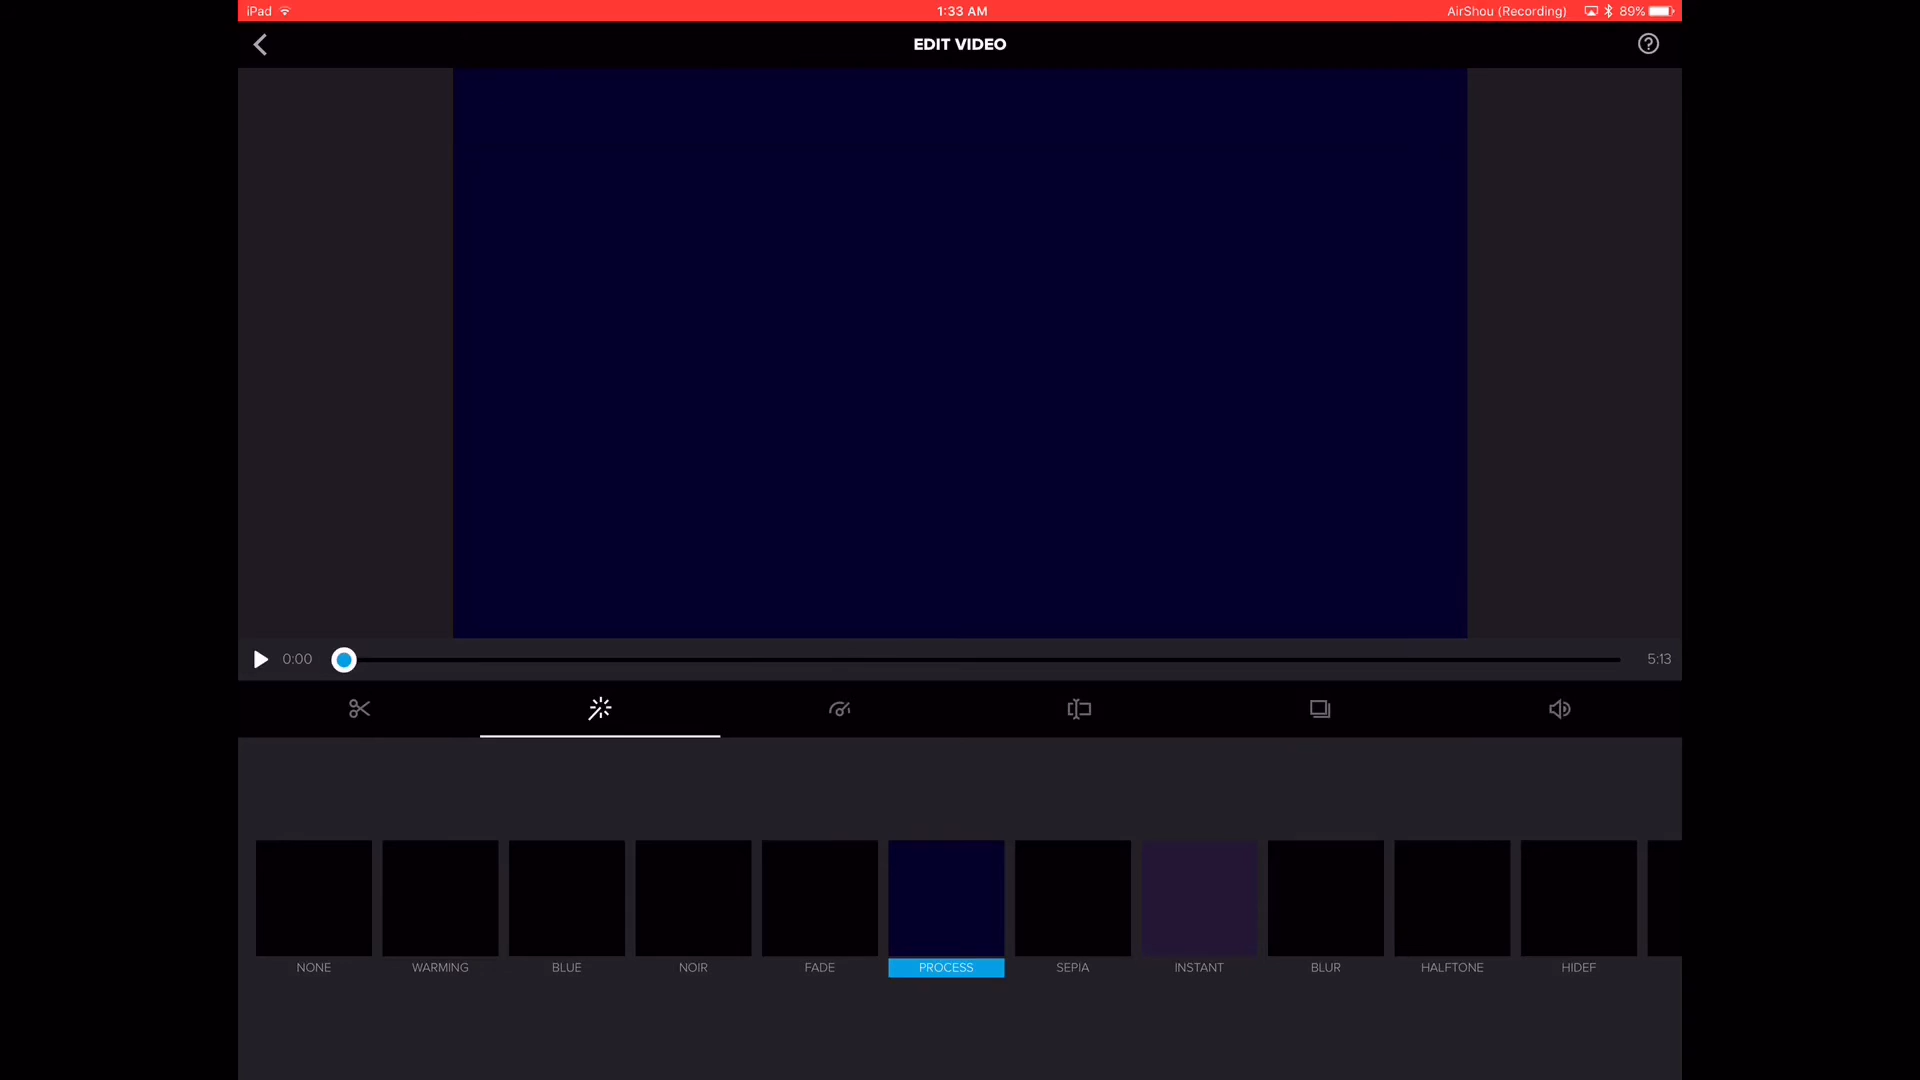 iPad 1:33 AM AirShou (Recording) 89%
EDIT VIDEO
0:00 5:13
NONE WARMING BLUE NOIR FADE PROCESS SEPIA INSTANT BLUR HALFTONE HIDEF